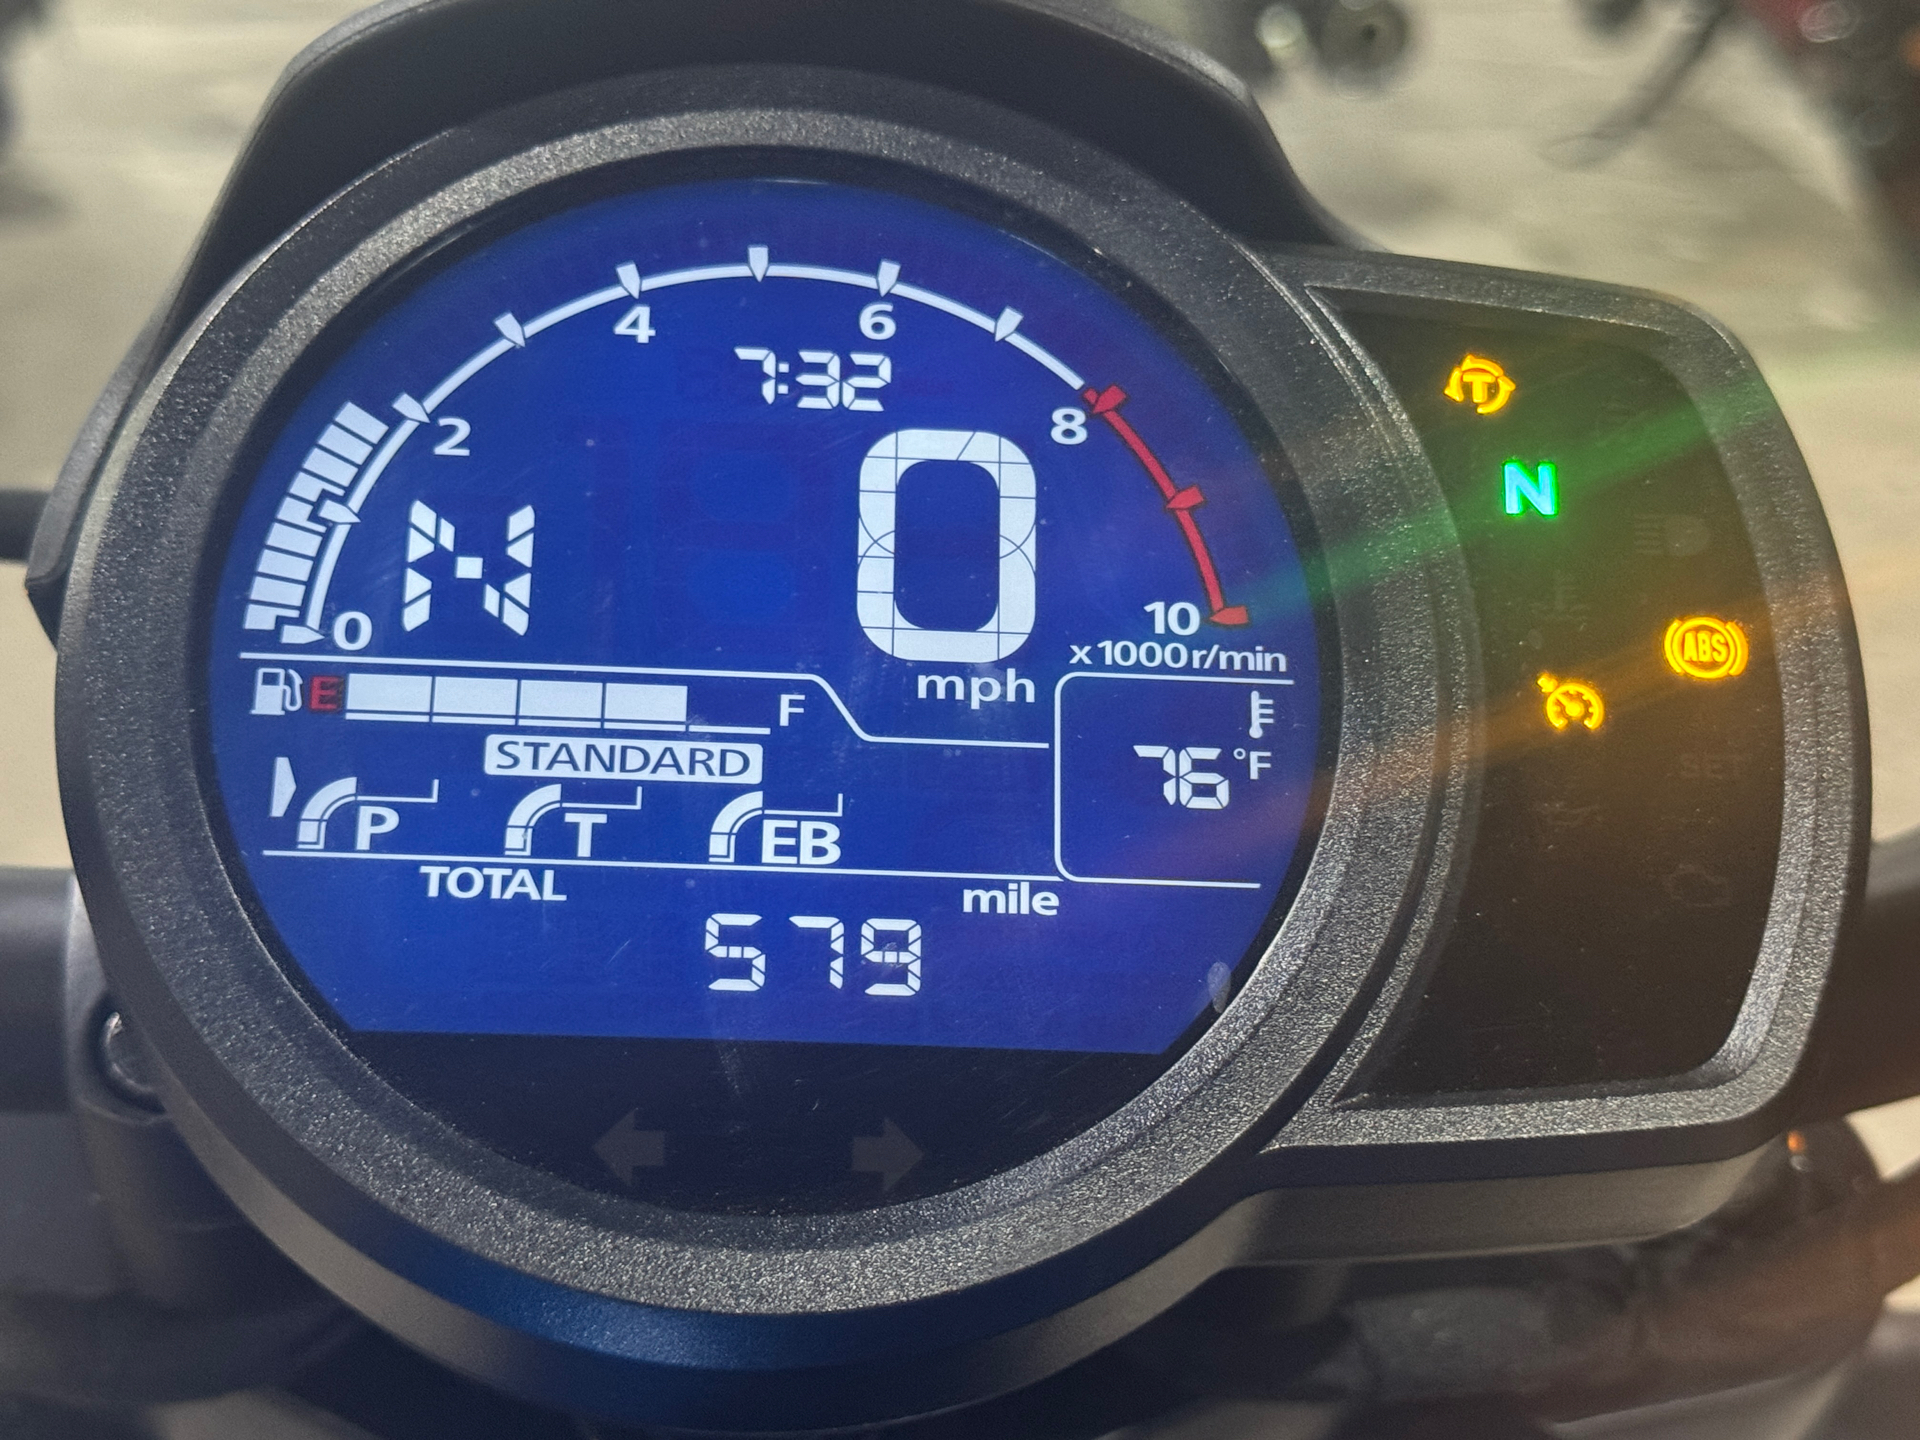 4 6
7:32
2 8
N 0
0 10
x1000r/min
mph
E F
STANDARD
76 °F
P T EB
TOTAL mile
579
T
N
ABS
SET